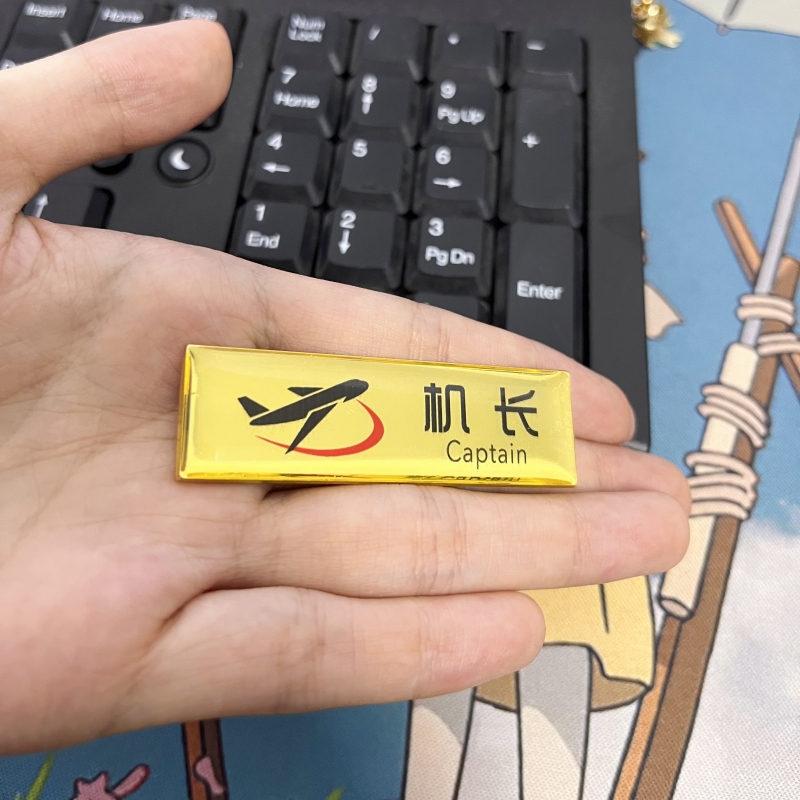 Insert Home Page
Num
Lock / -
7 8 9
Home ↑ Pg Up
+
4 5 6
← →
1 2 3
End ↓ Pg Dn
Enter
机长
Captain